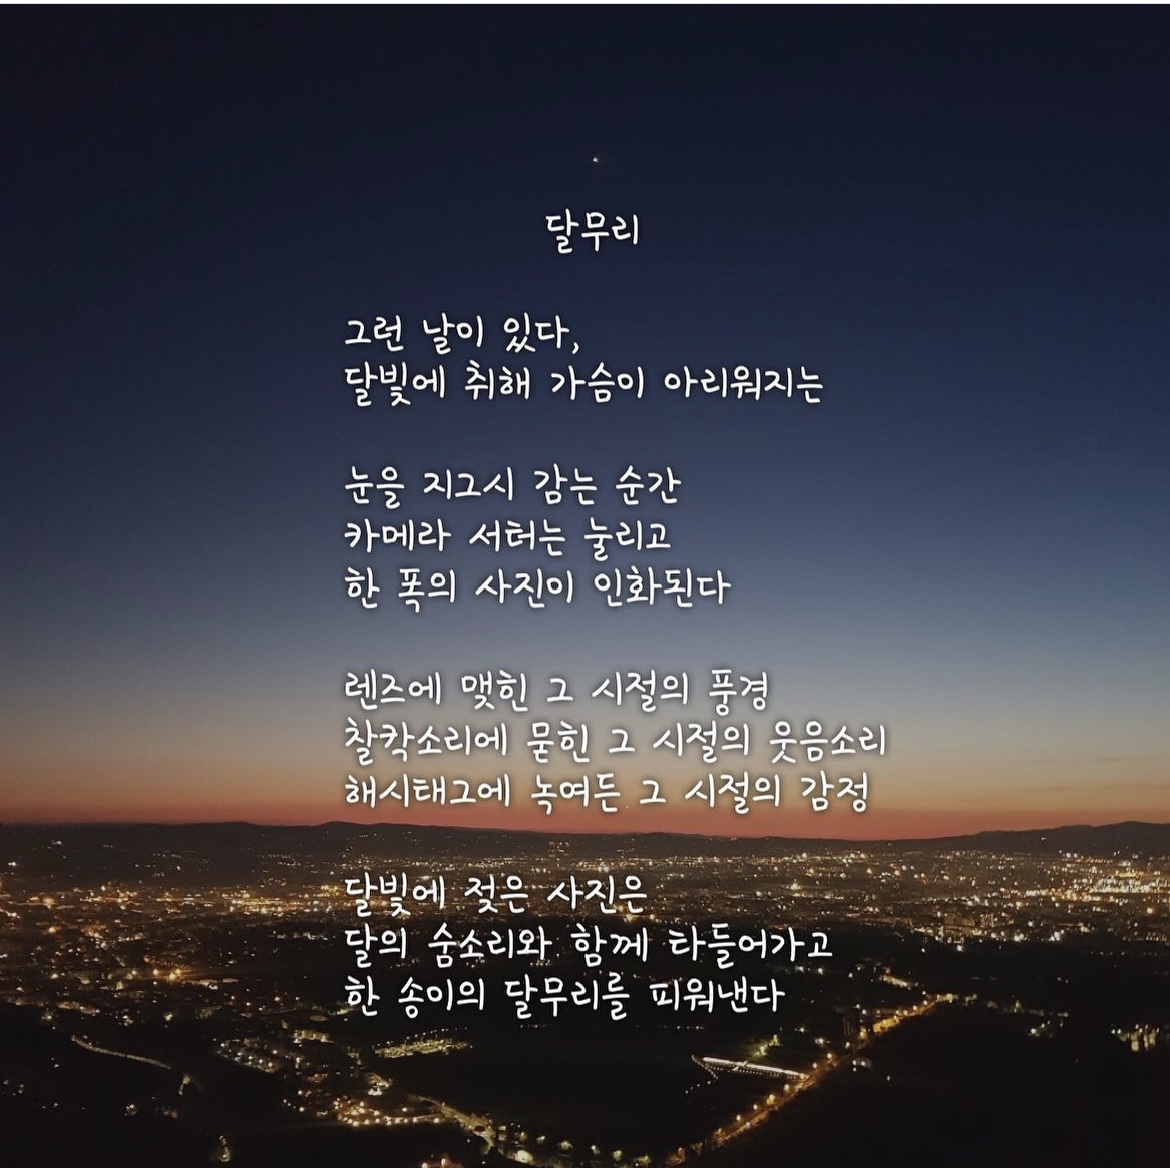 달무리
그런 날이 있다,
달빛에 취해 가슴이 아리워지는
눈을 지그시 감는 순간
카메라 셔터는 눌리고
한 폭의 사진이 인화된다
렌즈에 맺힌 그 시절의 풍경
찰칵소리에 묻힌 그 시절의 웃음소리
해시태그에 녹여든 그 시절의 감정
달빛에 젖은 사진은
달의 숨소리와 함께 타들어가고
한 송이의 달무리를 피워낸다